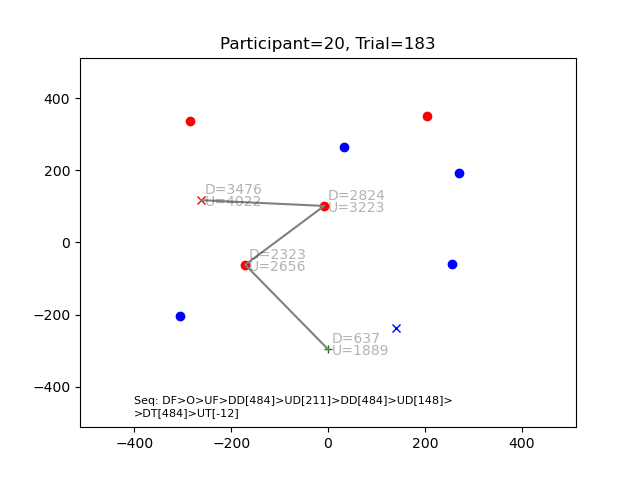 Participant=20, Trial=183
400
200
0
−200
−400
D=3476
U=4022
D=2824
U=3223
D=2323
U=2656
D=637
U=1889
Seq: DF>O>UF>DD[484]>UD[211]>DD[484]>UD[148]>
>DT[484]>UT[-12]
−400 −200 0 200 400